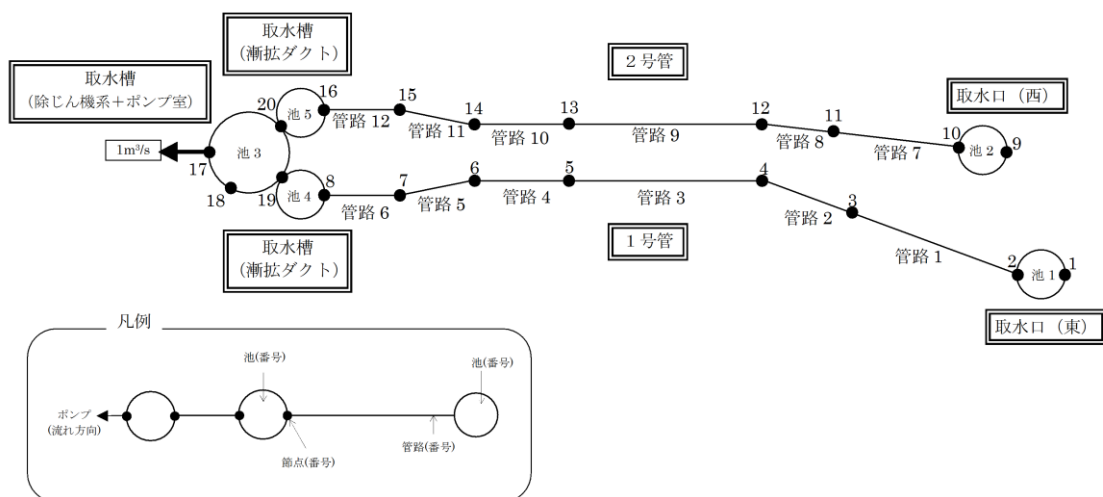 取水槽
(漸拡ダクト)
２号管
取水槽
(除じん機系＋ポンプ室)
取水口（西）
20
16
15
14
13
12
11
10
9
池 5
管路 12
管路 11
管路 10
管路 9
管路 8
管路 7
池 2
1m³/s
池 3
17
18
19
8
7
6
5
4
3
2
1
池 4
管路 6
管路 5
管路 4
管路 3
管路 2
管路 1
池 1
取水槽
(漸拡ダクト)
１号管
取水口（東）
凡例
池(番号)
池(番号)
ポンプ
(流れ方向)
節点(番号)
管路(番号)